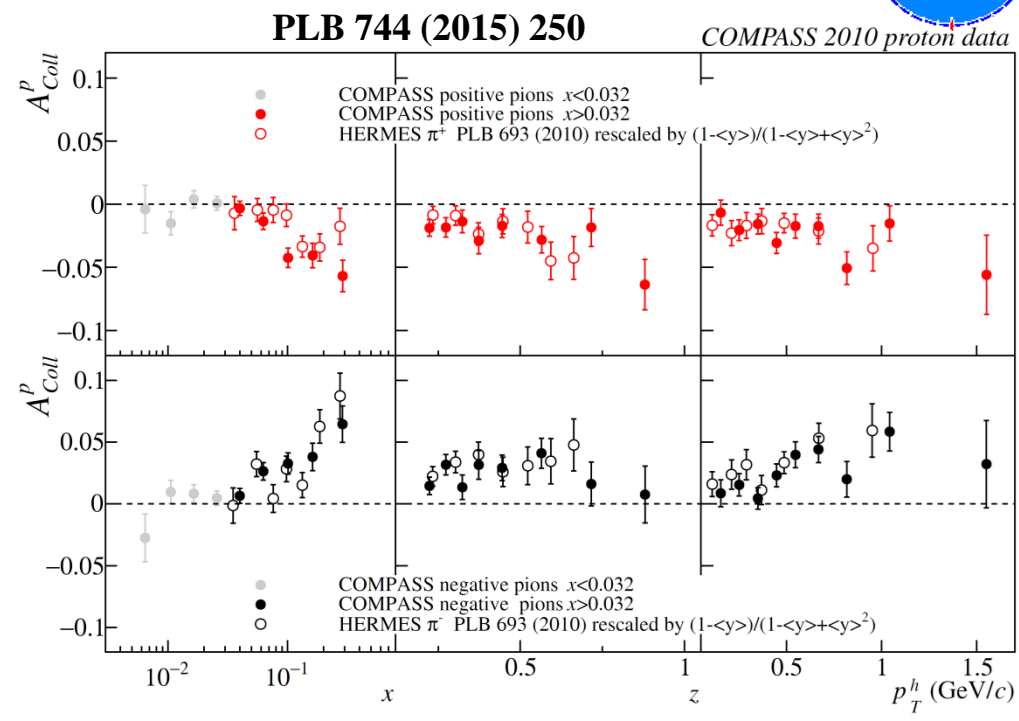 PLB 744 (2015) 250
COMPASS 2010 proton data
A^p_Coll
0.1
0.05
0
−0.05
−0.1
COMPASS positive pions x<0.032
COMPASS positive pions x>0.032
HERMES π⁺ PLB 693 (2010) rescaled by (1-<y>)/(1-<y>+<y>²)
A^p_Coll
0.1
0.05
0
−0.05
−0.1
COMPASS negative pions x<0.032
COMPASS negative pions x>0.032
HERMES π⁻ PLB 693 (2010) rescaled by (1-<y>)/(1-<y>+<y>²)
10⁻² 10⁻¹ 0.5 1 0.5 1 1.5
x z p_T^h (GeV/c)